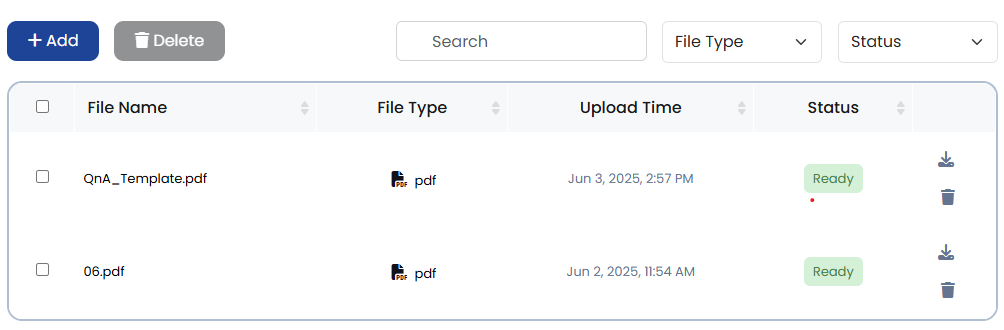 + Add Delete Search File Type Status
File Name File Type Upload Time Status
QnA_Template.pdf PDF pdf Jun 3, 2025, 2:57 PM Ready
06.pdf PDF pdf Jun 2, 2025, 11:54 AM Ready